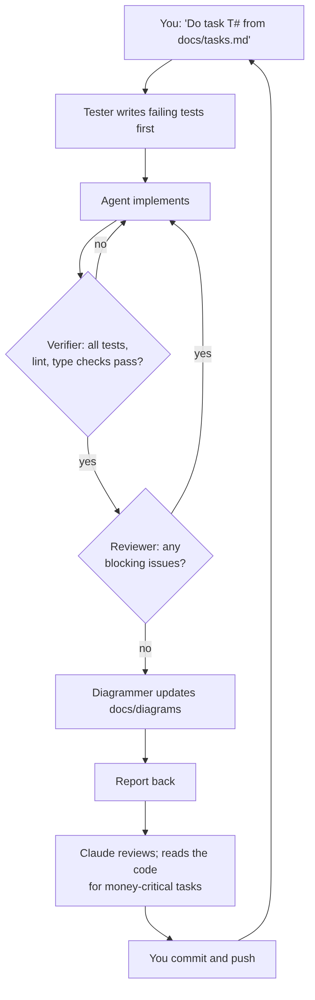 You: 'Do task T# from
docs/tasks.md'
Tester writes failing tests
first
Agent implements
no
Verifier: all tests,
lint, type checks pass?
yes
yes
Reviewer: any
blocking issues?
no
Diagrammer updates
docs/diagrams
Report back
Claude reviews; reads the
code
for money-critical tasks
You commit and push